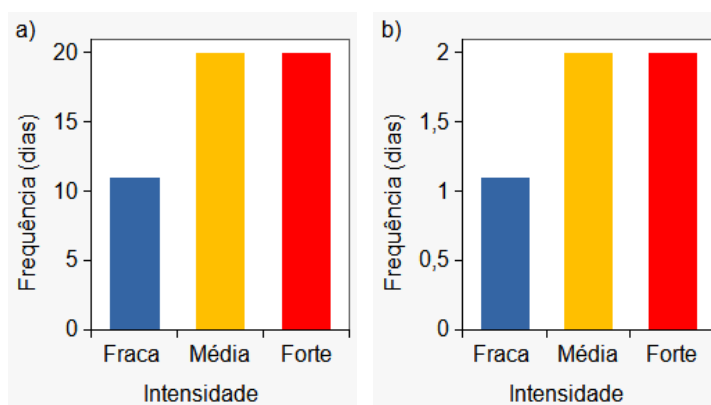 a)
20
15
10
5
0
Frequência (dias)
Fraca Média Forte
Intensidade
b)
2
1,5
1
0,5
0
Frequência (dias)
Fraca Média Forte
Intensidade